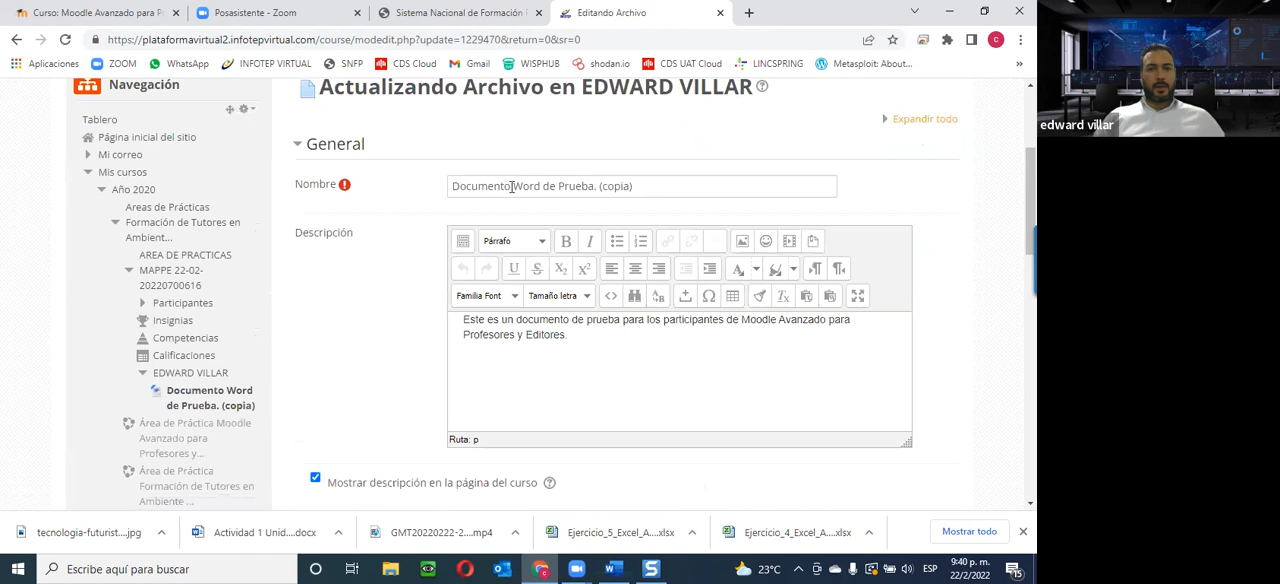 Curso: Moodle Avanzado para P
Posasistente - Zoom
Sistema Nacional de Formación
Editando Archivo
https://plataformavirtual2.infotepvirtual.com/course/modedit.php?update=1229470&return=0&sr=0
C
Aplicaciones
ZOOM
WhatsApp
INFOTEP VIRTUAL
SNFP
CDS Cloud
Gmail
WISPHUB
shodan.io
CDS UAT Cloud
LINCSPRING
Metasploit: About...
»
edward villar
Navegación
Tablero
Página inicial del sitio
Mi correo
Mis cursos
Año 2020
Areas de Prácticas
Formación de Tutores en
Ambient...
AREA DE PRACTICAS
MAPPE 22-02-
20220700616
Participantes
Insignias
Competencias
Calificaciones
EDWARD VILLAR
Documento Word
de Prueba. (copia)
Área de Práctica Moodle
Avanzado para
Profesores y...
Área de Práctica
Formación de Tutores en
Ambiente ...
Actualizando Archivo en EDWARD VILLAR
Expandir todo
General
Nombre
Documento Word de Prueba. (copia)
Descripción
Párrafo
B I
U S X₂ X²
Familia Font
Tamaño letra
Este es un documento de prueba para los participantes de Moodle Avanzado para
Profesores y Editores.
Ruta: p
Mostrar descripción en la página del curso
tecnologia-futurist....jpg
Actividad 1 Unid....docx
GMT20220222-2....mp4
Ejercicio_5_Excel_A....xlsx
Ejercicio_4_Excel_A....xlsx
Mostrar todo
Escribe aquí para buscar
23°C
ESP
9:40 p. m.
22/2/2022
15